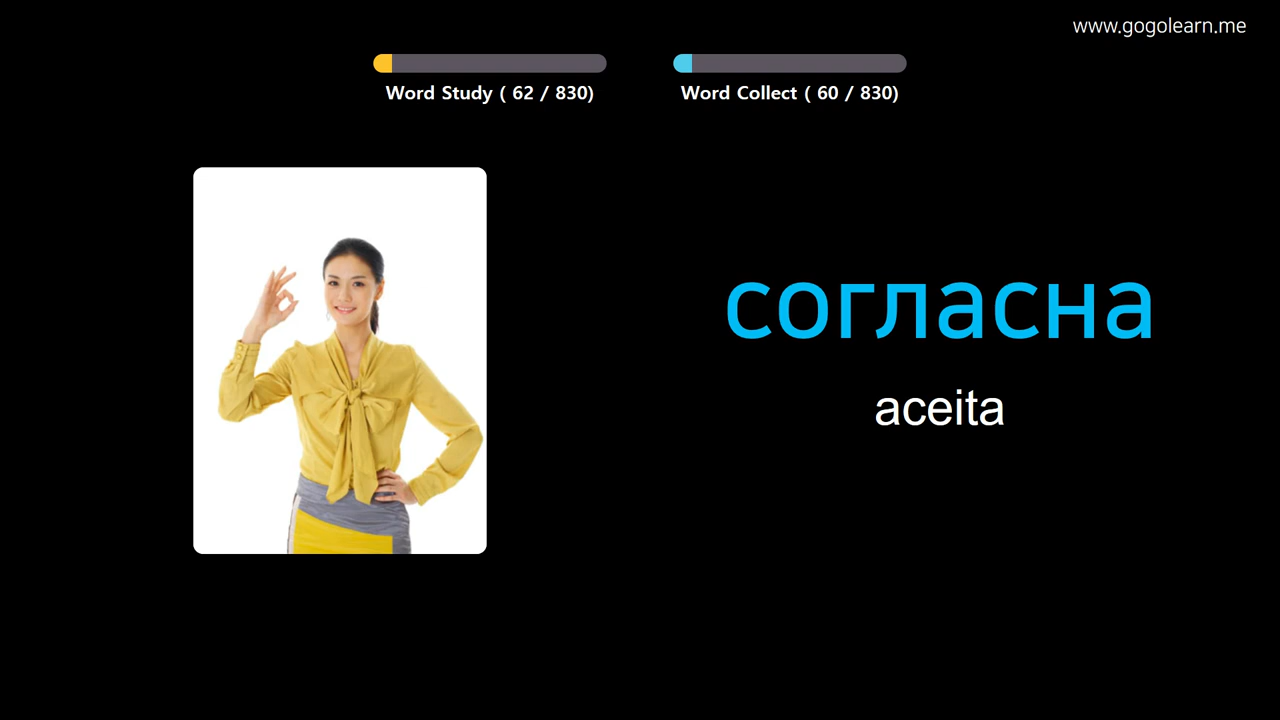 www.gogolearn.me
Word Study ( 62 / 830)
Word Collect ( 60 / 830)
согласна
aceita